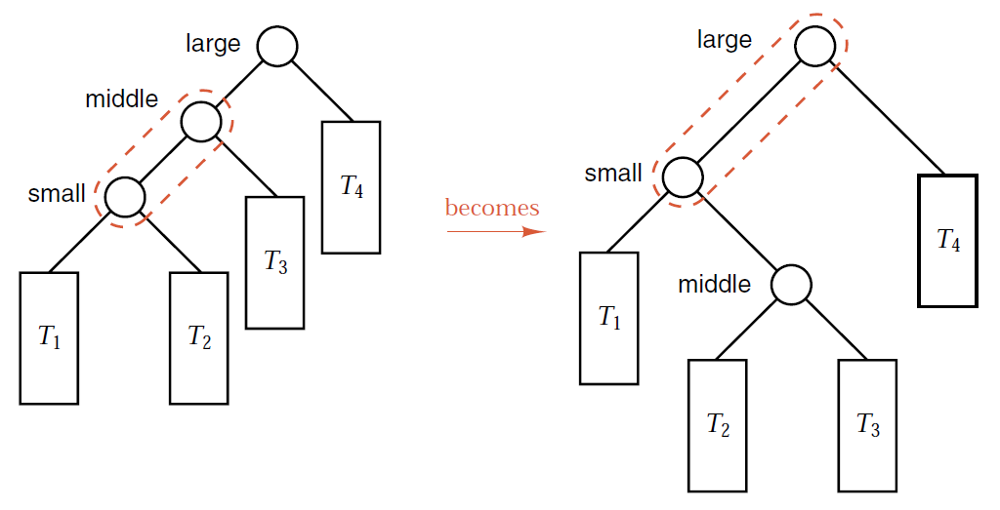 large
middle
small
T1
T2
T3
T4
becomes
large
small
middle
T1
T2
T3
T4